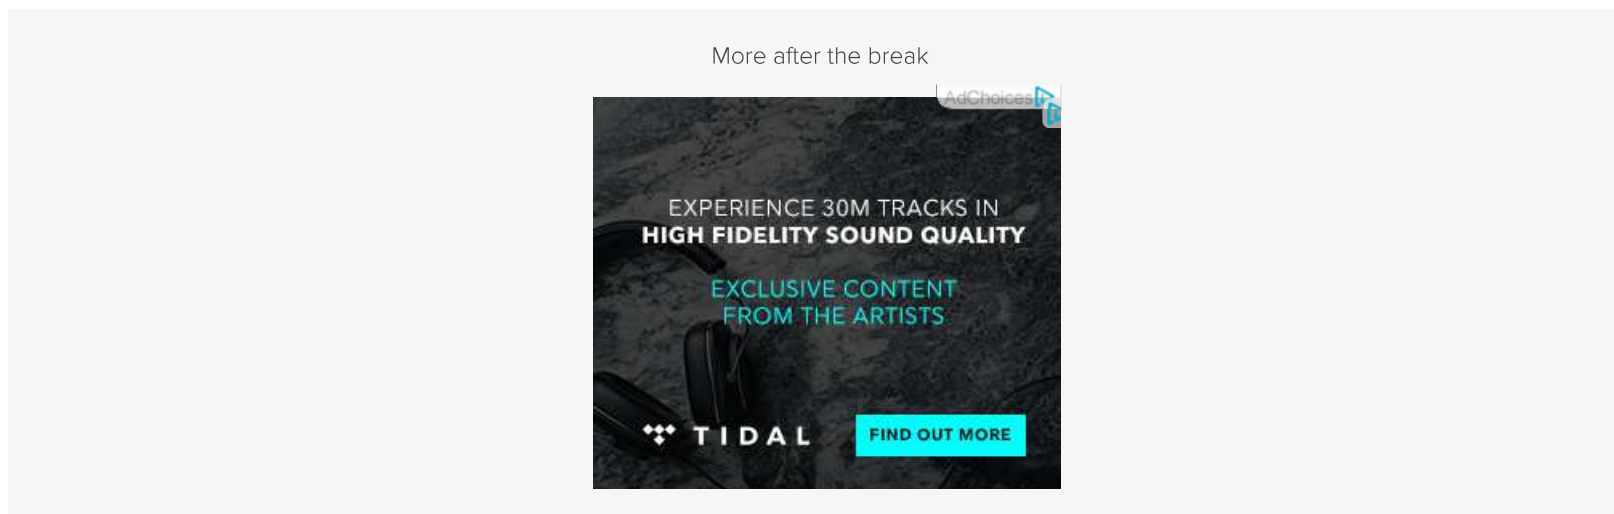 More after the break
AdChoices
EXPERIENCE 30M TRACKS IN
HIGH FIDELITY SOUND QUALITY
EXCLUSIVE CONTENT
FROM THE ARTISTS
TIDAL
FIND OUT MORE